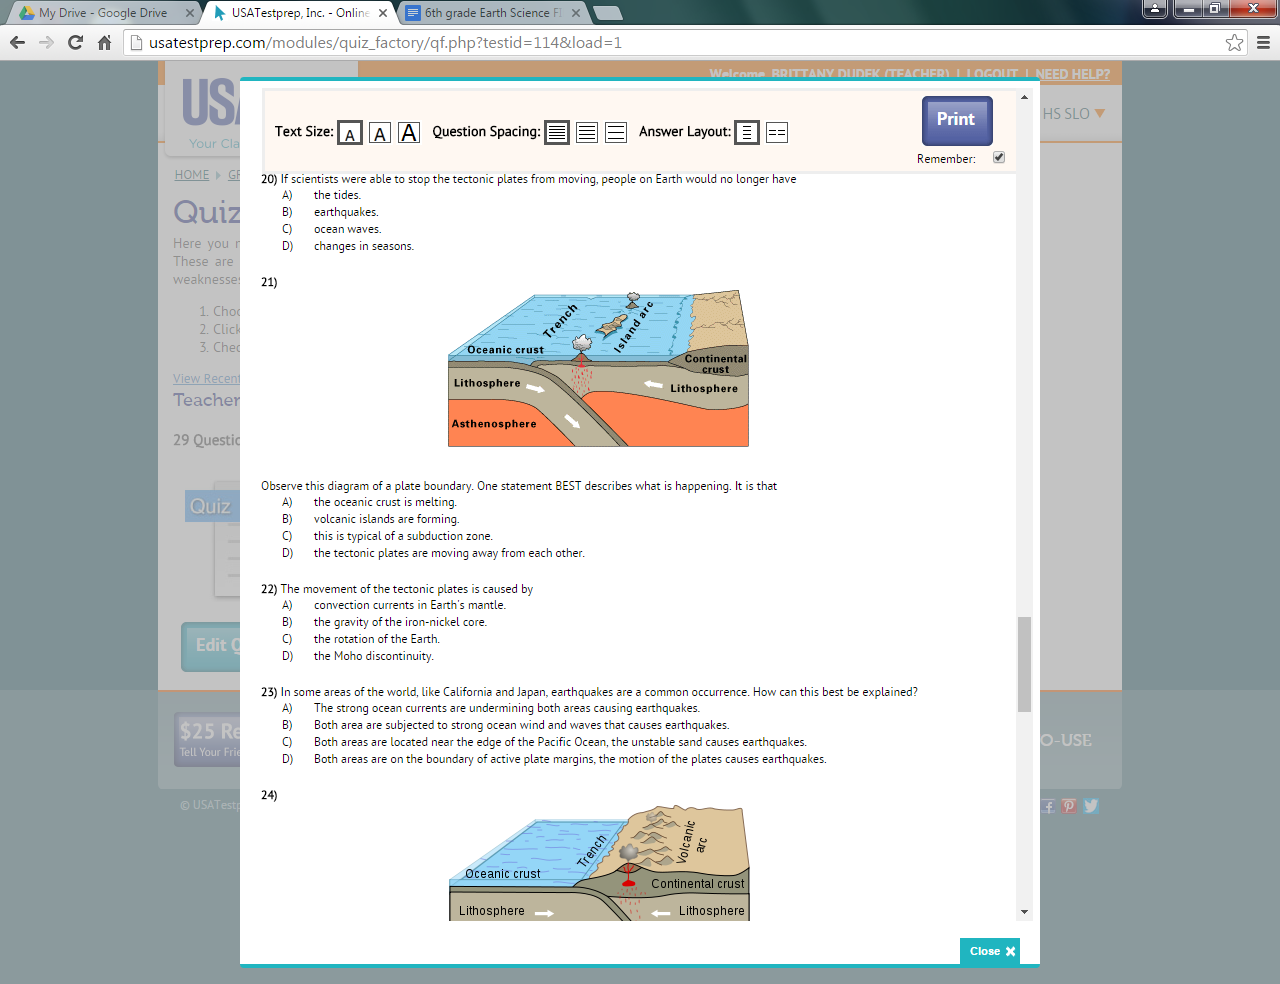 My Drive - Google Drive
USATestprep, Inc. - Online
6th grade Earth Science Fl
usatestprep.com/modules/quiz_factory/qf.php?testid=114&load=1
Welcome, BRITTANY DUDEK (TEACHER) | LOGOUT | NEED HELP?
USA
Your Cla
HS SLO
HOME
GR
Quiz
Here you
These are
weaknesse
1. Choo
2. Click
3. Chec
View Recent
Teacher
29 Questio
Quiz
Edit Q
$25 Re
Tell Your Frie
O-USE
© USATestp
Text Size: A A A Question Spacing: Answer Layout:
Print
Remember:
20) If scientists were able to stop the tectonic plates from moving, people on Earth would no longer have
A) the tides.
B) earthquakes.
C) ocean waves.
D) changes in seasons.
21)
Trench
Island arc
Oceanic crust
Continental
crust
Lithosphere
Lithosphere
Asthenosphere
Observe this diagram of a plate boundary. One statement BEST describes what is happening. It is that
A) the oceanic crust is melting.
B) volcanic islands are forming.
C) this is typical of a subduction zone.
D) the tectonic plates are moving away from each other.
22) The movement of the tectonic plates is caused by
A) convection currents in Earth's mantle.
B) the gravity of the iron-nickel core.
C) the rotation of the Earth.
D) the Moho discontinuity.
23) In some areas of the world, like California and Japan, earthquakes are a common occurrence. How can this best be explained?
A) The strong ocean currents are undermining both areas causing earthquakes.
B) Both area are subjected to strong ocean wind and waves that causes earthquakes.
C) Both areas are located near the edge of the Pacific Ocean, the unstable sand causes earthquakes.
D) Both areas are on the boundary of active plate margins, the motion of the plates causes earthquakes.
24)
Trench
Volcanic
arc
Oceanic crust
Continental crust
Lithosphere
Lithosphere
Close